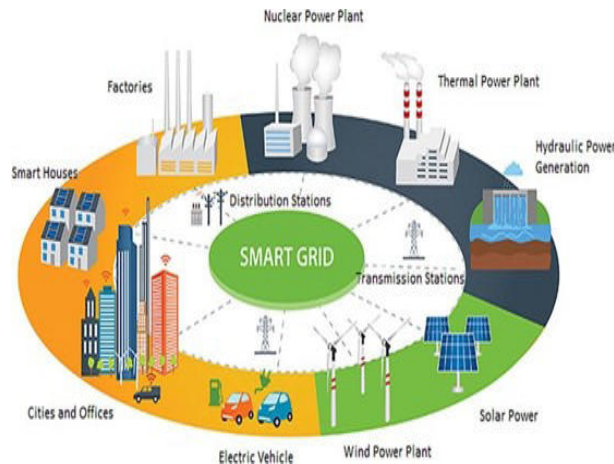 Nuclear Power Plant
Factories
Thermal Power Plant
Hydraulic Power
Generation
Smart Houses
Distribution Stations
SMART GRID
Transmission Stations
Cities and Offices
Solar Power
Electric Vehicle
Wind Power Plant